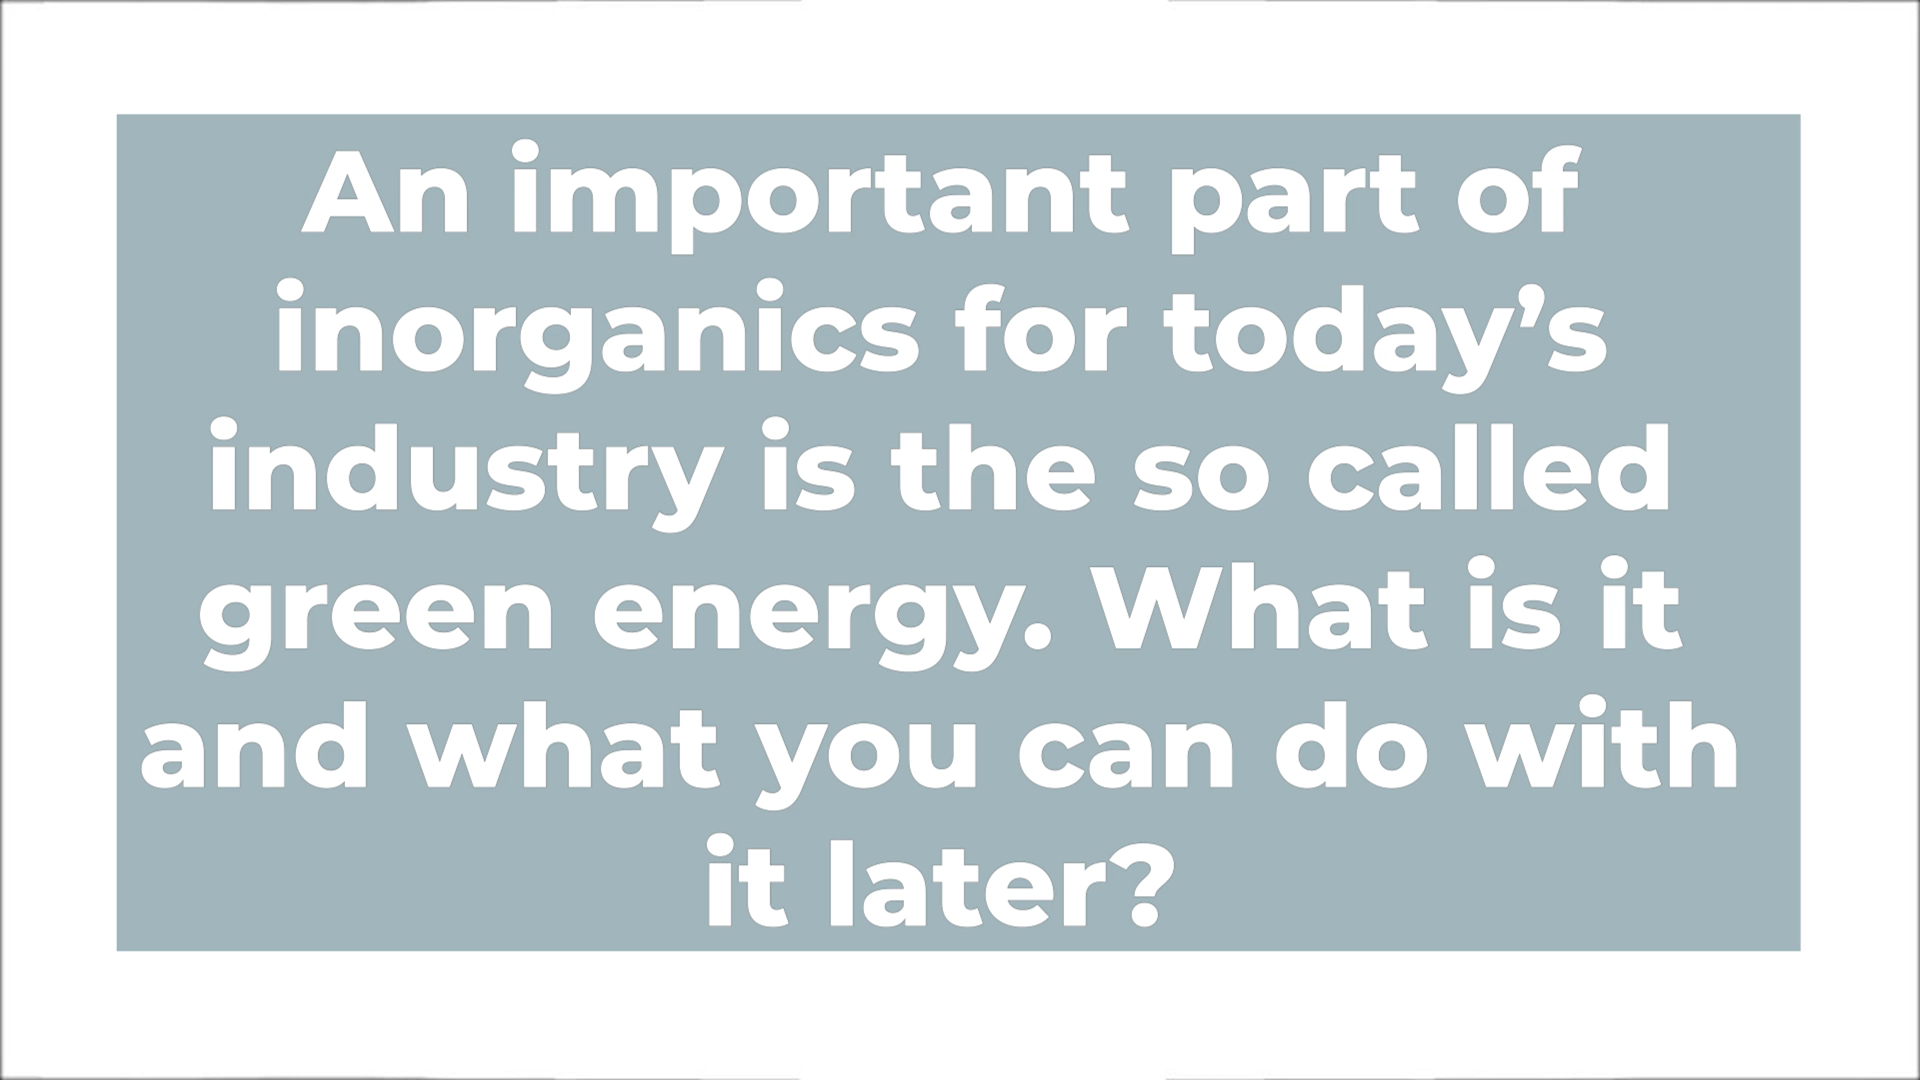 An important part of
inorganics for today’s
industry is the so called
green energy. What is it
and what you can do with
it later?